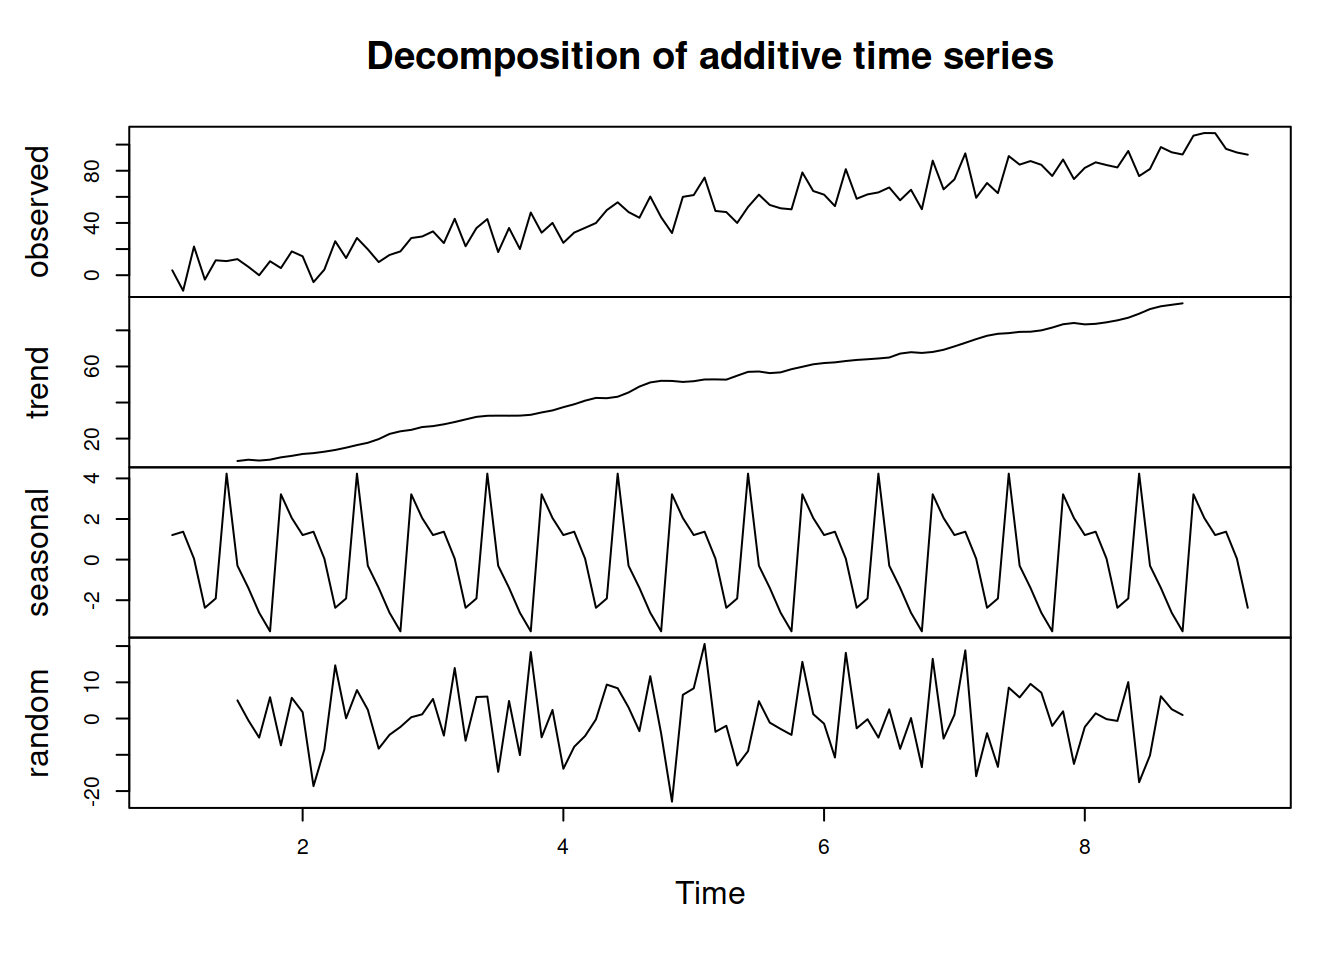 Decomposition of additive time series
observed
0 40 80
trend
20 60
seasonal
-2 0 2 4
random
-20 0 10
2 4 6 8
Time